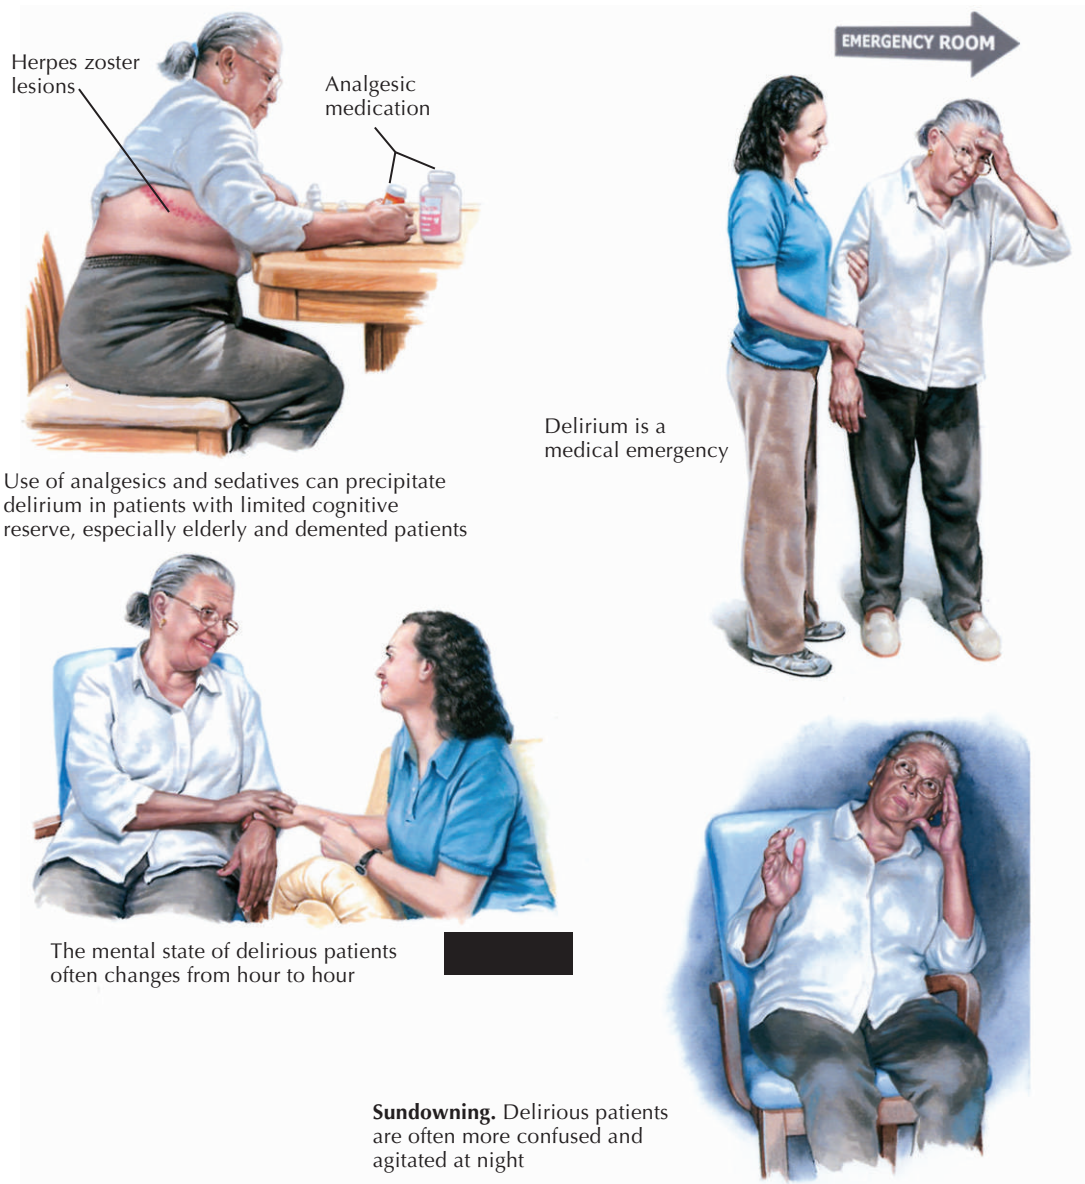 Herpes zoster
lesions
Analgesic
medication
EMERGENCY ROOM
Delirium is a
medical emergency
Use of analgesics and sedatives can precipitate
delirium in patients with limited cognitive
reserve, especially elderly and demented patients
The mental state of delirious patients
often changes from hour to hour
Sundowning. Delirious patients
are often more confused and
agitated at night